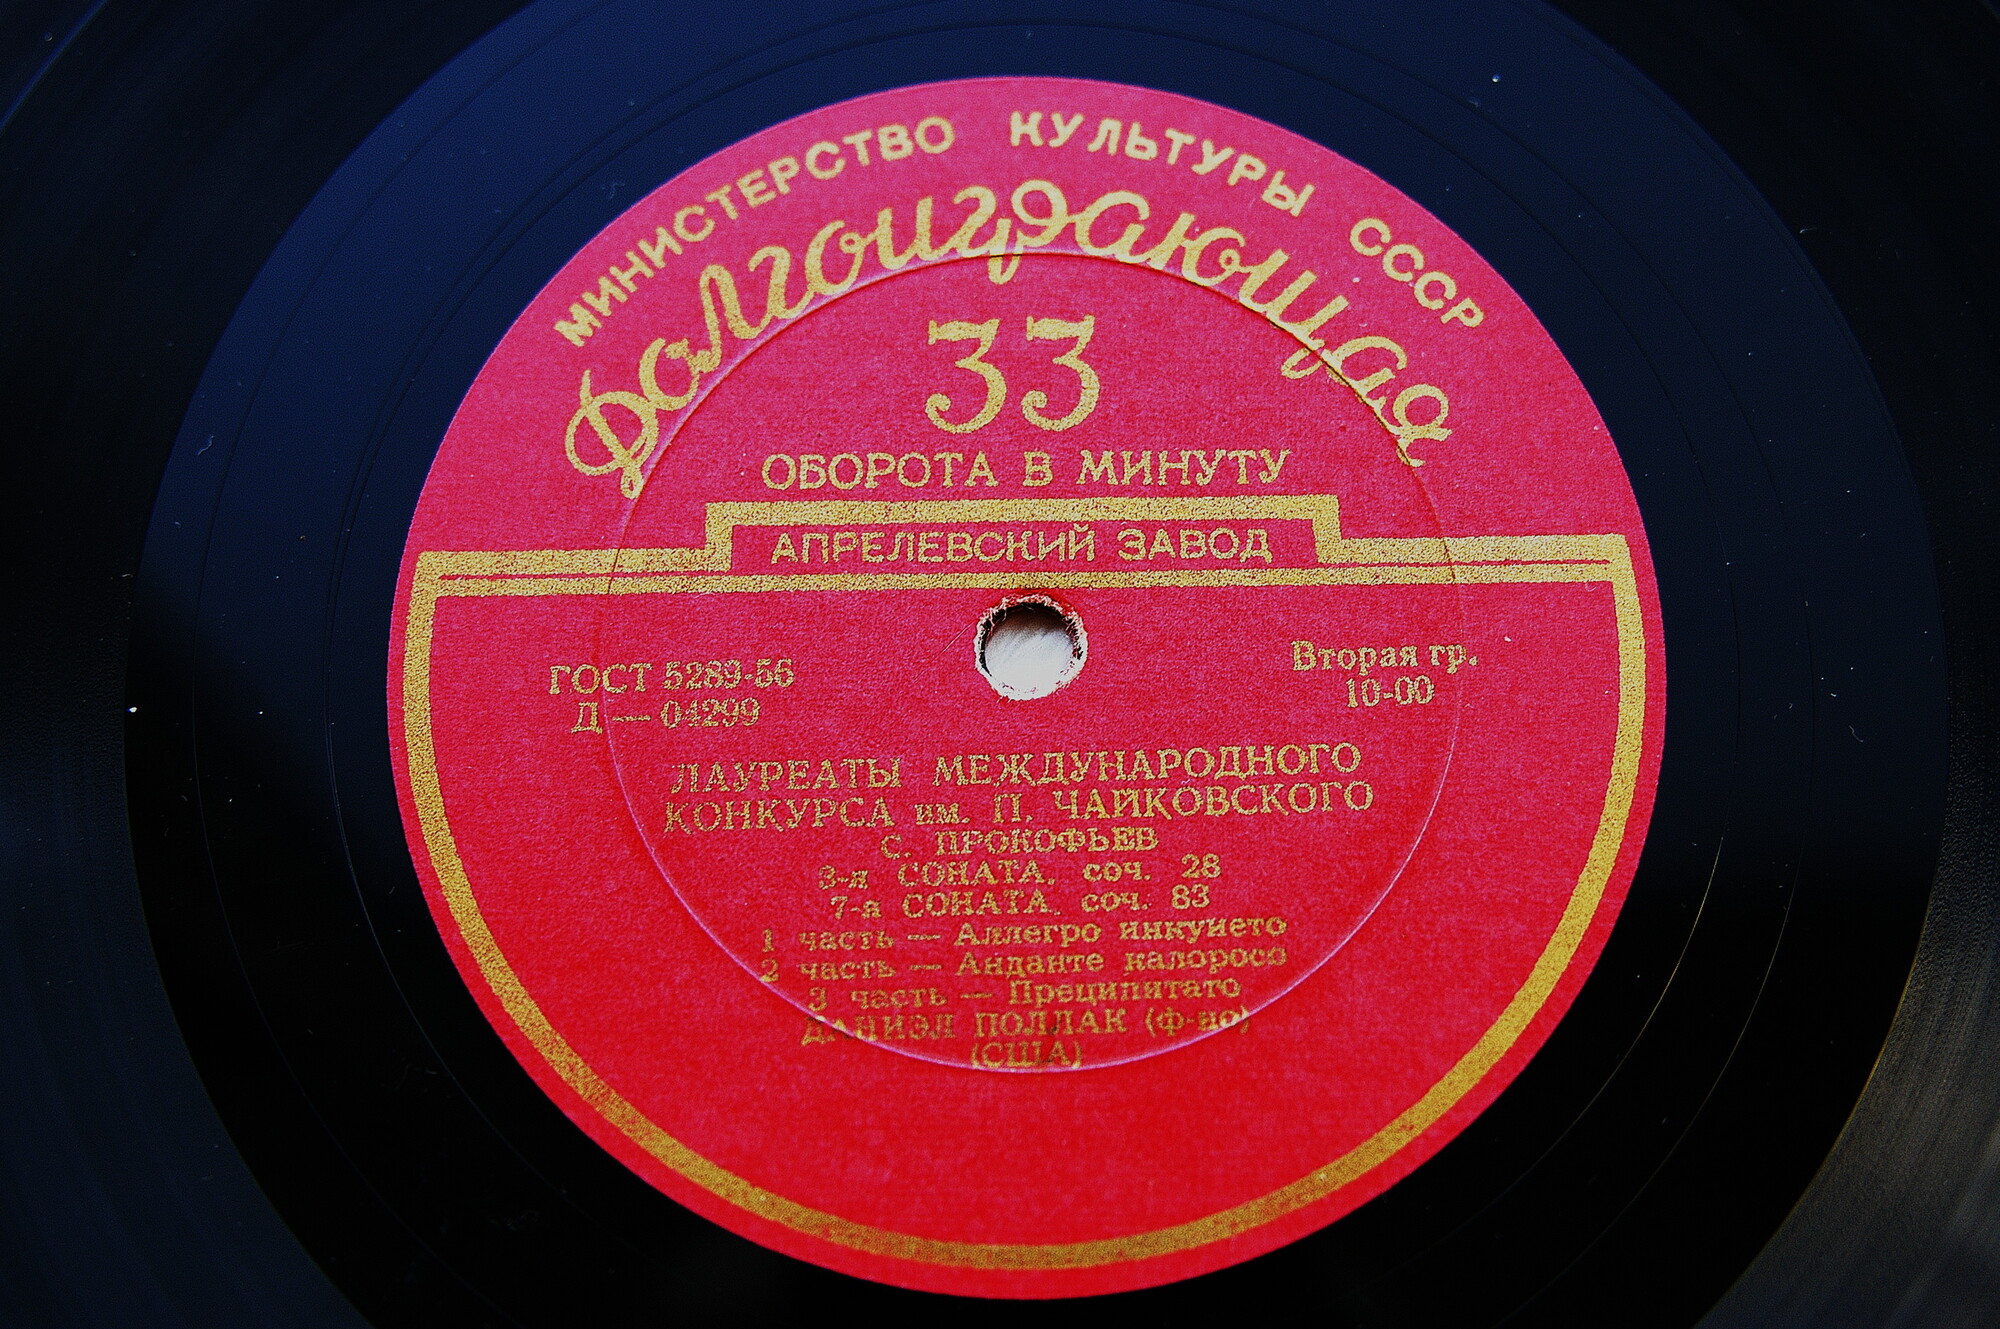 МИНИСТЕРСТВО КУЛЬТУРЫ СССР
Долгоиграющая
33
ОБОРОТА В МИНУТУ
АПРЕЛЕВСКИЙ ЗАВОД
ГОСТ 5289-56
Д — 04299
Вторая гр.
10-00
ЛАУРЕАТЫ МЕЖДУНАРОДНОГО
КОНКУРСА им. П. ЧАЙКОВСКОГО
С. ПРОКОФЬЕВ
3-я СОНАТА, соч. 28
7-я СОНАТА, соч. 83
1 часть — Аллегро инкуието
2 часть — Анданте калоросо
3 часть — Преципитато
ДАНИЭЛ ПОЛЛАК (ф-но)
(США)